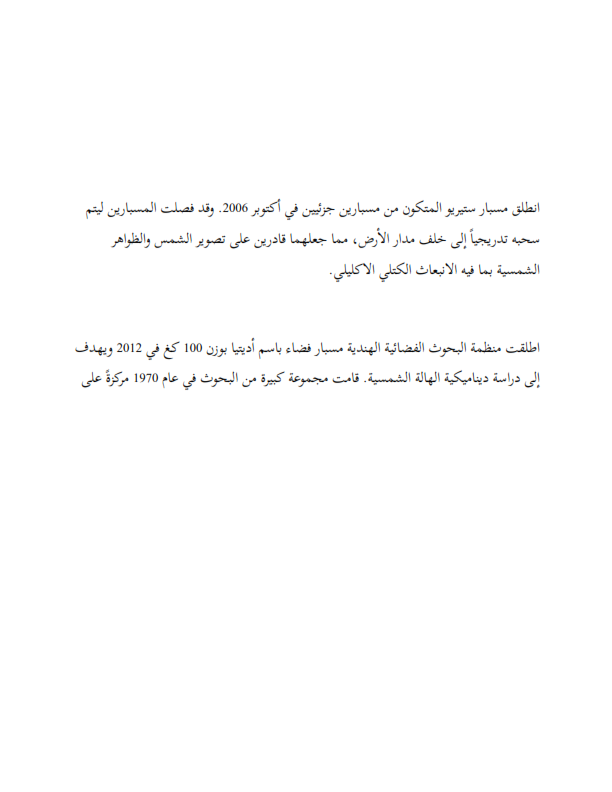 انطلق مسبار ستيريو المتكون من مسبارين جزئيين في أكتوبر 2006. وقد فصلت المسبارين ليتم
سحبه تدريجياً إلى خلف مدار الأرض، مما جعلهما قادرين على تصوير الشمس والظواهر
الشمسية بما فيه الانبعاث الكتلي الاكليلي.
اطلقت منظمة البحوث الفضائية الهندية مسبار فضاء باسم أديتيا بوزن 100 كغ في 2012 ويهدف
إلى دراسة ديناميكية الهالة الشمسية. قامت مجموعة كبيرة من البحوث في عام 1970 مركزةً على